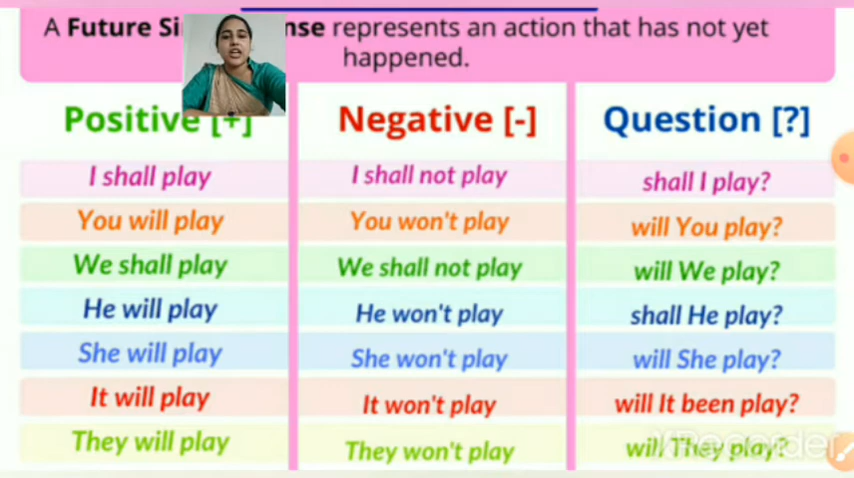 A Future Si nse represents an action that has not yet
happened.
Positive [+] Negative [-] Question [?]
I shall play I shall not play shall I play?
You will play You won't play will You play?
We shall play We shall not play will We play?
He will play He won't play shall He play?
She will play She won't play will She play?
It will play It won't play will It been play?
They will play They won't play will They play?
XRecorder